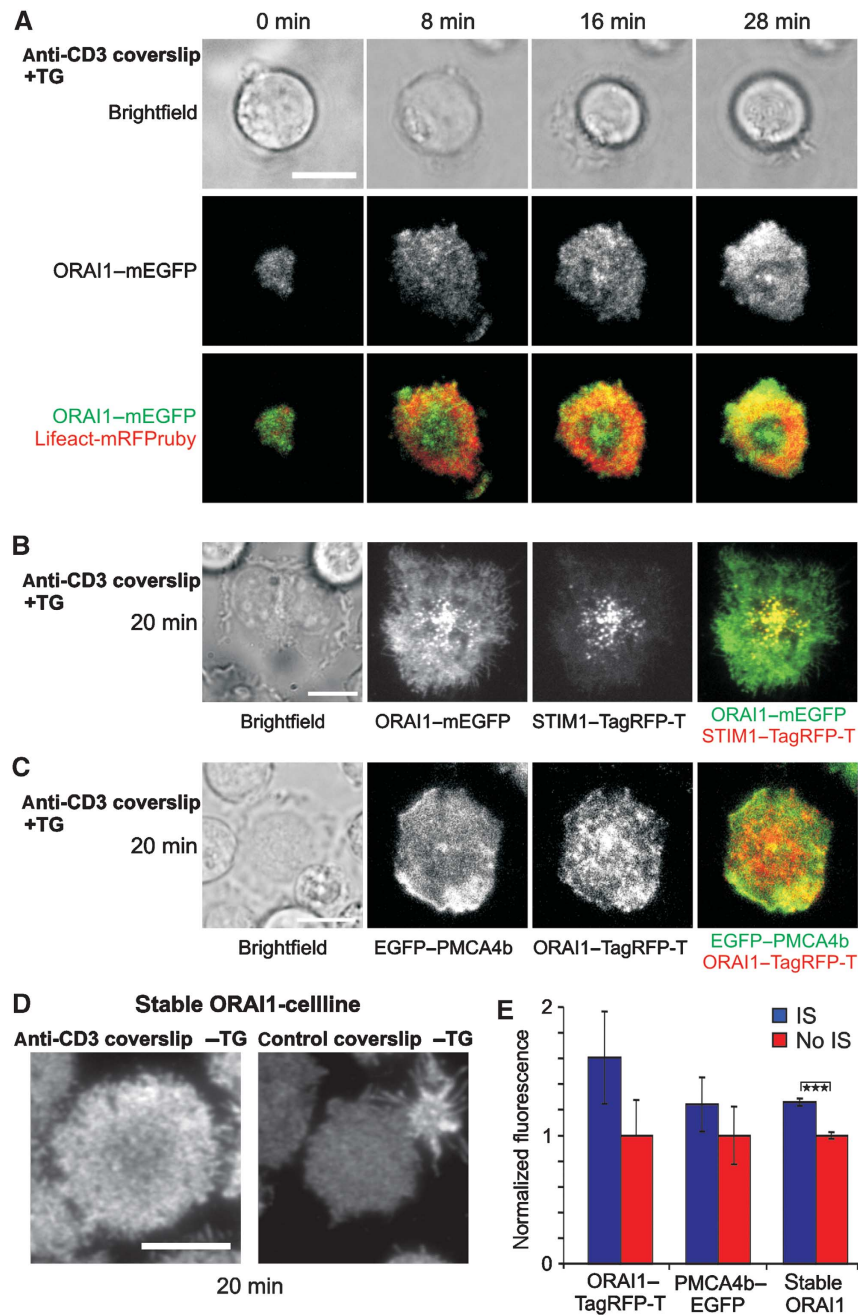 A
0 min 8 min 16 min 28 min
Anti-CD3 coverslip
+TG
Brightfield
ORAI1–mEGFP
ORAI1–mEGFP
Lifeact-mRFPruby
B
Anti-CD3 coverslip
+TG
20 min
Brightfield ORAI1–mEGFP STIM1–TagRFP-T ORAI1–mEGFP
STIM1–TagRFP-T
C
Anti-CD3 coverslip
+TG
20 min
Brightfield EGFP–PMCA4b ORAI1–TagRFP-T EGFP–PMCA4b
ORAI1–TagRFP-T
D
Stable ORAI1-cellline
Anti-CD3 coverslip –TG Control coverslip –TG
20 min
E
Normalized fluorescence
2
2
1
2
2
0
IS
No IS
***
ORAI1–
TagRFP-T
PMCA4b–
EGFP
Stable
ORAI1